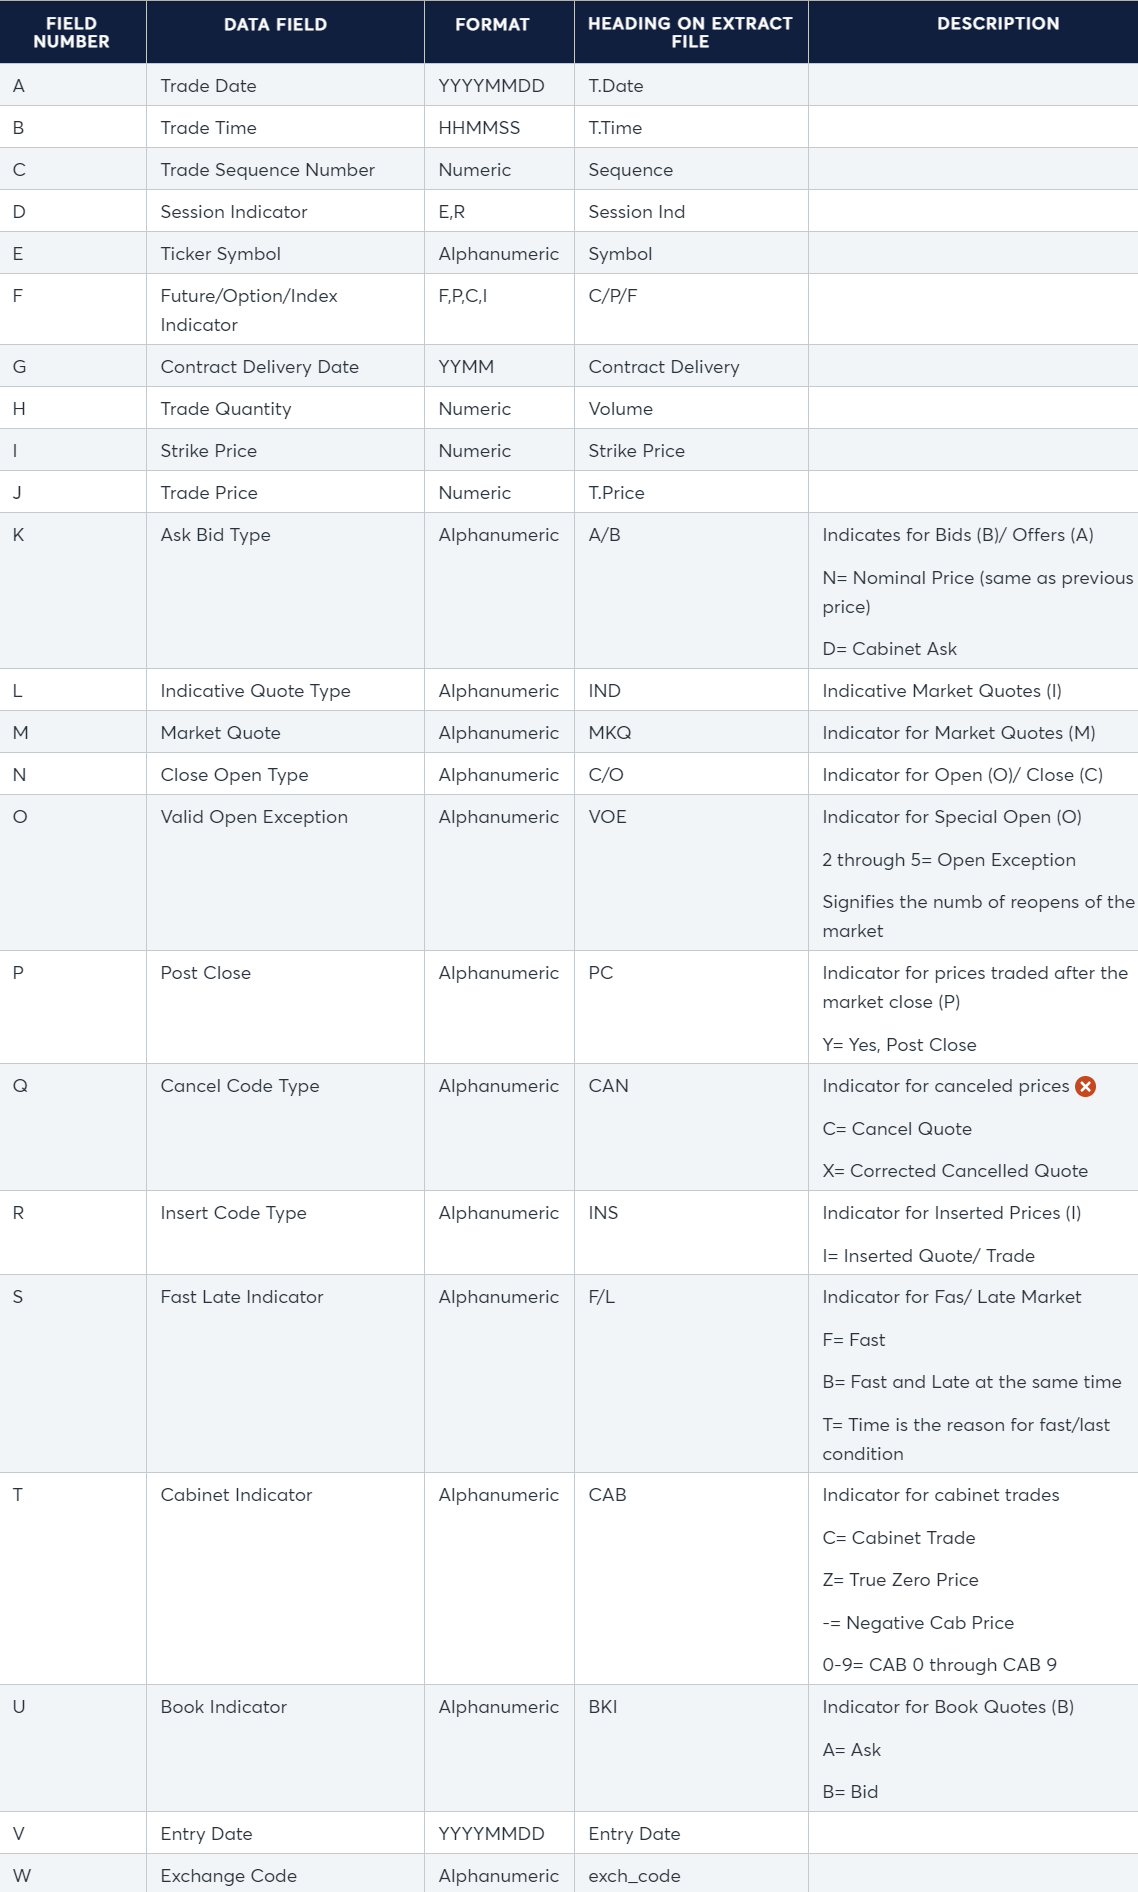 FIELD NUMBER DATA FIELD FORMAT HEADING ON EXTRACT FILE DESCRIPTION
A Trade Date YYYYMMDD T.Date
B Trade Time HHMMSS T.Time
C Trade Sequence Number Numeric Sequence
D Session Indicator E,R Session Ind
E Ticker Symbol Alphanumeric Symbol
F Future/Option/Index Indicator F,P,C,I C/P/F
G Contract Delivery Date YYMM Contract Delivery
H Trade Quantity Numeric Volume
I Strike Price Numeric Strike Price
J Trade Price Numeric T.Price
K Ask Bid Type Alphanumeric A/B Indicates for Bids (B)/ Offers (A)
N= Nominal Price (same as previous
price)
D= Cabinet Ask
L Indicative Quote Type Alphanumeric IND Indicative Market Quotes (I)
M Market Quote Alphanumeric MKQ Indicator for Market Quotes (M)
N Close Open Type Alphanumeric C/O Indicator for Open (O)/ Close (C)
O Valid Open Exception Alphanumeric VOE Indicator for Special Open (O)
2 through 5= Open Exception
Signifies the numb of reopens of the
market
P Post Close Alphanumeric PC Indicator for prices traded after the
market close (P)
Y= Yes, Post Close
Q Cancel Code Type Alphanumeric CAN Indicator for canceled prices
C= Cancel Quote
X= Corrected Cancelled Quote
R Insert Code Type Alphanumeric INS Indicator for Inserted Prices (I)
I= Inserted Quote/ Trade
S Fast Late Indicator Alphanumeric F/L Indicator for Fas/ Late Market
F= Fast
B= Fast and Late at the same time
T= Time is the reason for fast/last
condition
T Cabinet Indicator Alphanumeric CAB Indicator for cabinet trades
C= Cabinet Trade
Z= True Zero Price
-= Negative Cab Price
0-9= CAB 0 through CAB 9
U Book Indicator Alphanumeric BKI Indicator for Book Quotes (B)
A= Ask
B= Bid
V Entry Date YYYYMMDD Entry Date
W Exchange Code Alphanumeric exch_code